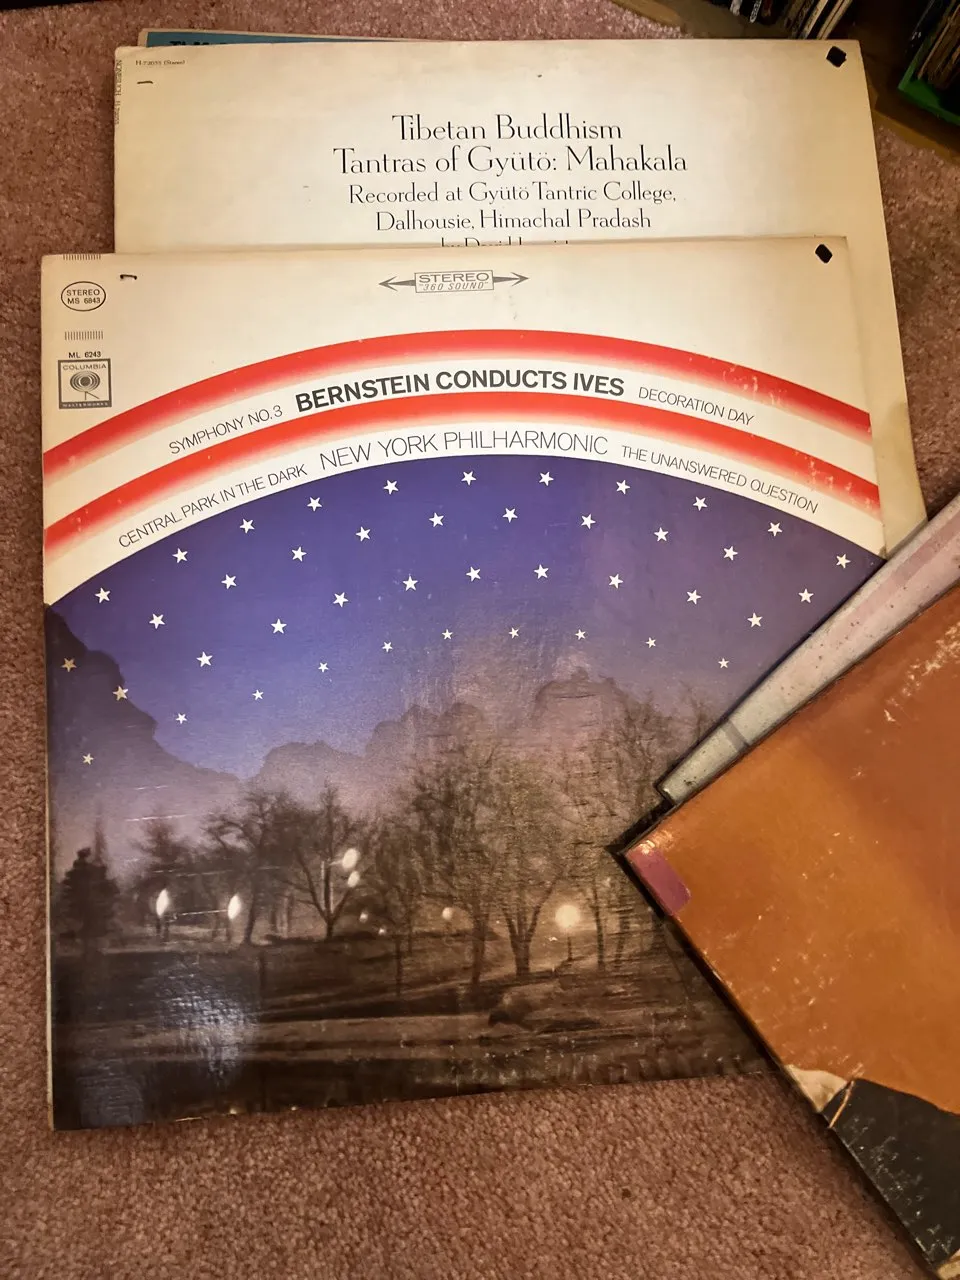 H-72055 (Stereo)
Tibetan Buddhism
Tantras of Gyütö: Mahakala
Recorded at Gyütö Tantric College,
Dalhousie, Himachal Pradash
STEREO
MS 6843
STEREO
"360 SOUND"
ML 6243
COLUMBIA
MASTERWORKS
SYMPHONY NO. 3 BERNSTEIN CONDUCTS IVES DECORATION DAY
CENTRAL PARK IN THE DARK NEW YORK PHILHARMONIC THE UNANSWERED QUESTION